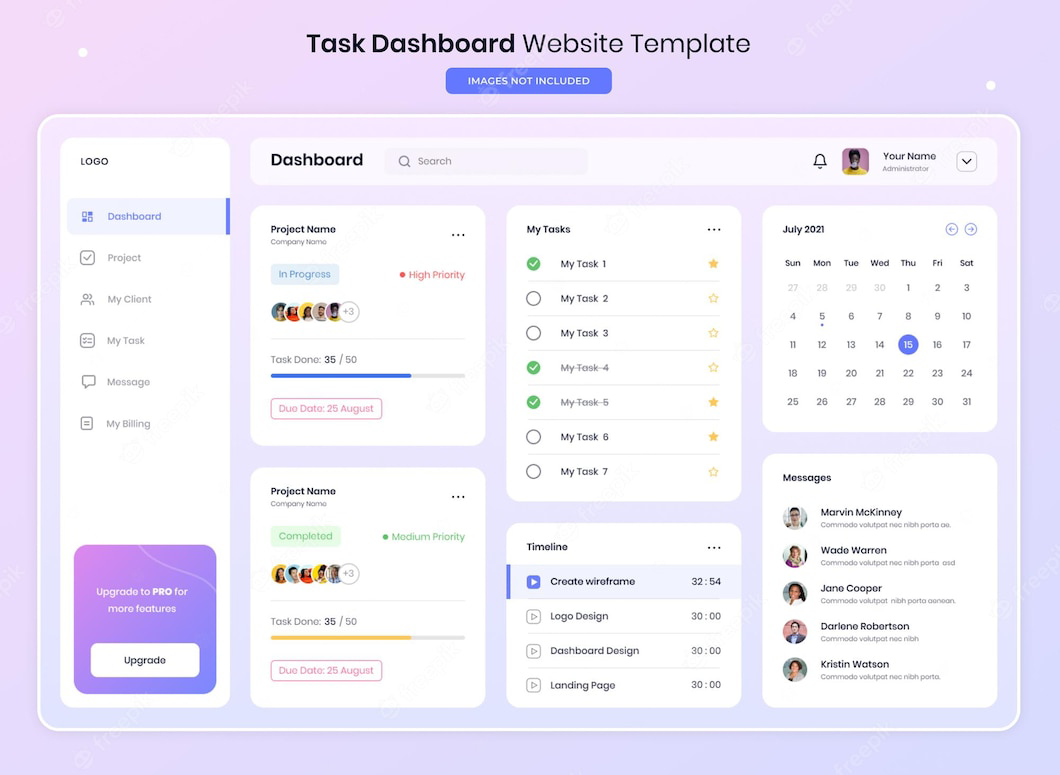 Task Dashboard Website Template
IMAGES NOT INCLUDED
LOGO
Dashboard
Project
My Client
My Task
Message
My Billing
Upgrade to PRO for
more features
Upgrade
Dashboard
Search
Your Name
Administrator
Project Name
Company Name
In Progress
High Priority
+3
Task Done: 35 / 50
Due Date: 25 August
Project Name
Company Name
Completed
Medium Priority
+3
Task Done: 35 / 50
Due Date: 25 August
My Tasks
My Task 1
My Task 2
My Task 3
My Task 4
My Task 5
My Task 6
My Task 7
Timeline
Create wireframe 32 : 54
Logo Design 30 : 00
Dashboard Design 30 : 00
Landing Page 30 : 00
July 2021
Sun Mon Tue Wed Thu Fri Sat
27 28 29 30 1 2 3
4 5 6 7 8 9 10
11 12 13 14 15 16 17
18 19 20 21 22 23 24
25 26 27 28 29 30 31
Messages
Marvin McKinney
Commodo volutpat nec nibh porta ae.
Wade Warren
Commodo volutpat nec nibh porta asd
Jane Cooper
Commodo volutpat nibh porta aenean.
Darlene Robertson
Commodo volutpat nec nibh
Kristin Watson
Commodo volutpat nec nibh porta.
freepik